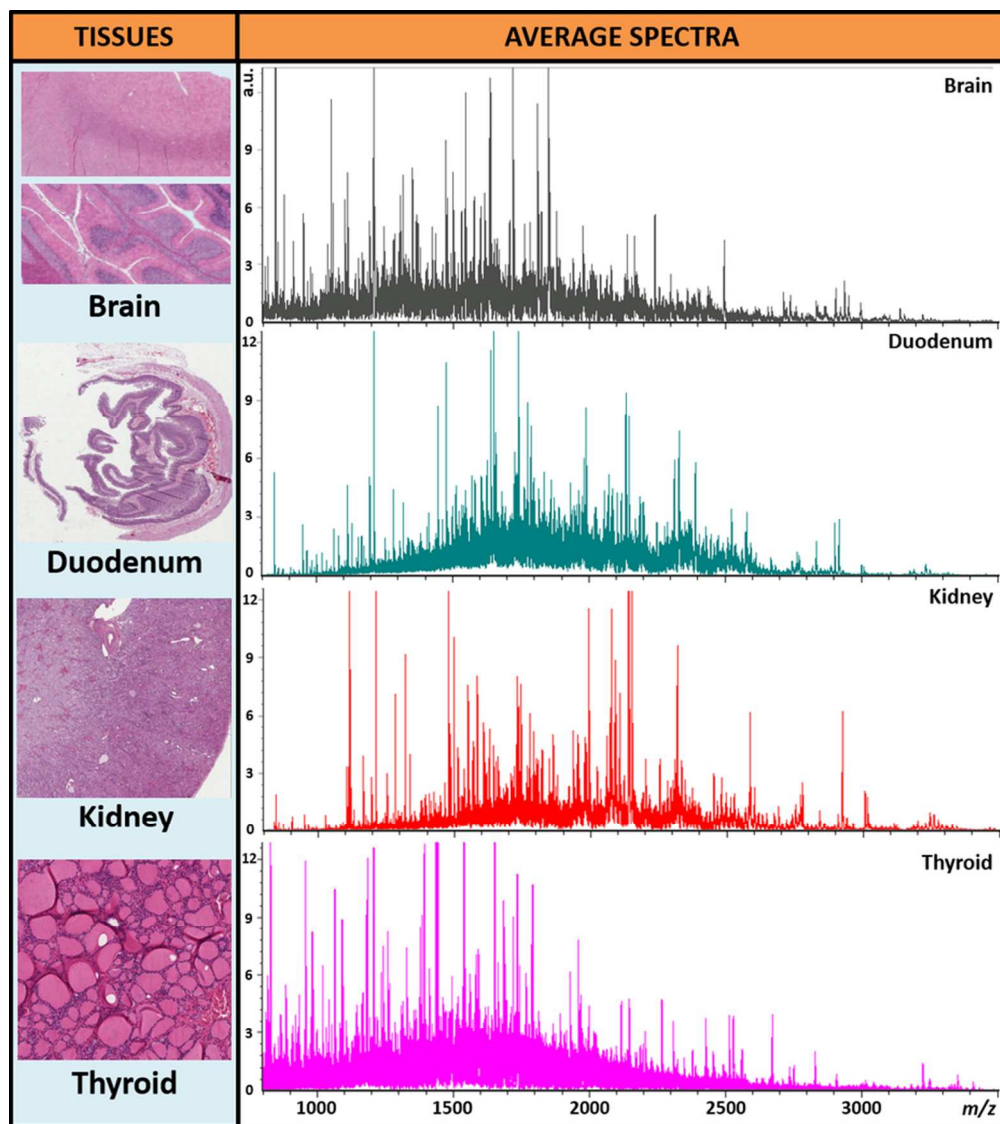 TISSUES
AVERAGE SPECTRA
Brain
Duodenum
Kidney
Thyroid
a.u.
Brain
9
6
3
0
Duodenum
12
9
6
3
0
Kidney
12
9
6
3
0
Thyroid
12
9
6
3
0
1000 1500 2000 2500 3000 m/z